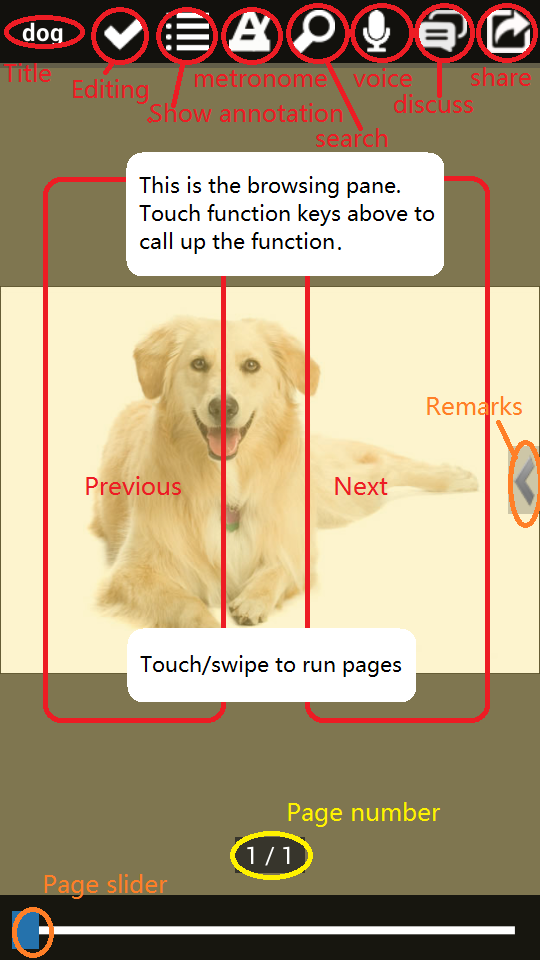 dog
Title
Editing
metronome
voice
share
Show annotation
discuss
search
This is the browsing pane.
Touch function keys above to
call up the function.
Remarks
Previous
Next
Touch/swipe to run pages
Page number
1 / 1
Page slider